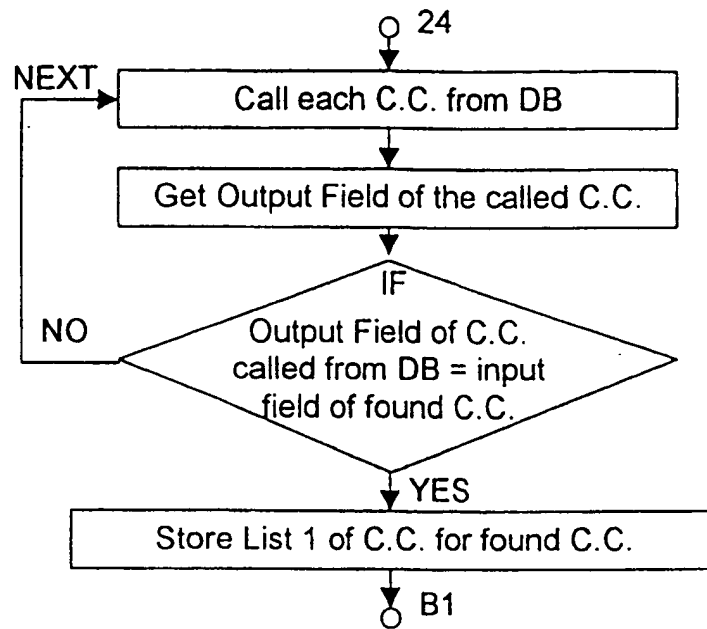 24
NEXT
Call each C.C. from DB
Get Output Field of the called C.C.
IF
NO
Output Field of C.C.
called from DB = input
field of found C.C.
YES
Store List 1 of C.C. for found C.C.
B1